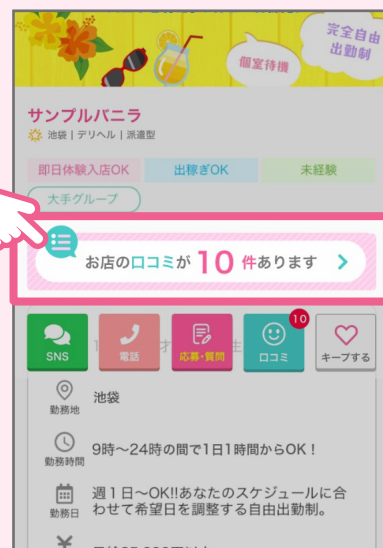 完全自由
出勤制
個室待機
サンプルバニラ
池袋 | デリヘル | 派遣型
即日体験入店OK
出稼ぎOK
未経験
大手グループ
お店の口コミが 10 件あります
10
SNS
電話
応募・質問
口コミ
キープする
勤務地
池袋
勤務時間
9時〜24時の間で1日1時間からOK！
勤務日
週１日〜OK!!あなたのスケジュールに合
わせて希望日を調整する自由出勤制。